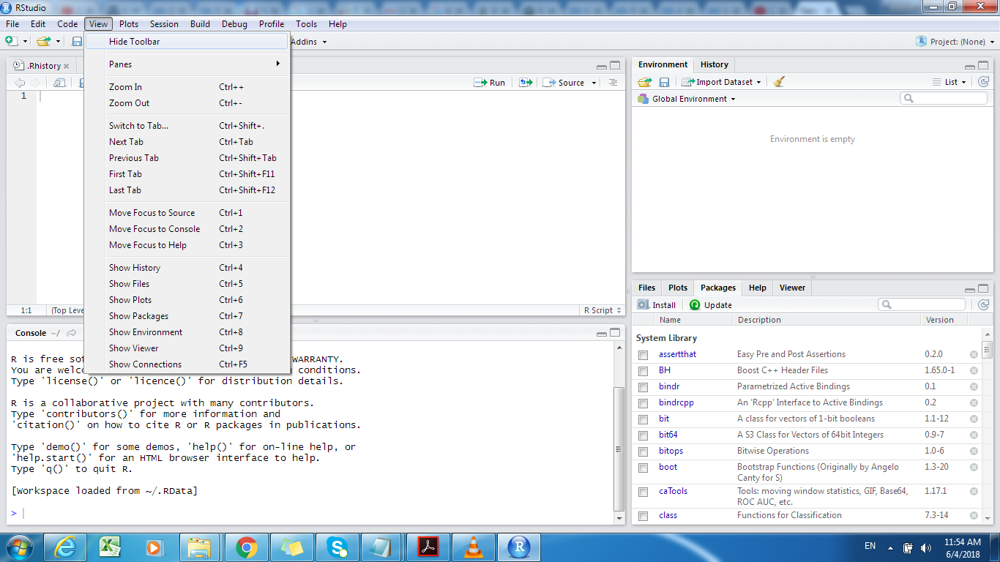 RStudio
File Edit Code View Plots Session Build Debug Profile Tools Help
Addins
Project: (None)
Hide Toolbar
Panes
Zoom In Ctrl++
Zoom Out Ctrl+-
Switch to Tab... Ctrl+Shift+.
Next Tab Ctrl+Tab
Previous Tab Ctrl+Shift+Tab
First Tab Ctrl+Shift+F11
Last Tab Ctrl+Shift+F12
Move Focus to Source Ctrl+1
Move Focus to Console Ctrl+2
Move Focus to Help Ctrl+3
Show History Ctrl+4
Show Files Ctrl+5
Show Plots Ctrl+6
Show Packages Ctrl+7
Show Environment Ctrl+8
Show Viewer Ctrl+9
Show Connections Ctrl+F5
.Rhistory
Run Source
1
1:1 (Top Leve R Script
Console ~/
R is free sof WARRANTY.
You are welco conditions.
Type 'license()' or 'licence()' for distribution details.
R is a collaborative project with many contributors.
Type 'contributors()' for more information and
'citation()' on how to cite R or R packages in publications.
Type 'demo()' for some demos, 'help()' for on-line help, or
'help.start()' for an HTML browser interface to help.
Type 'q()' to quit R.
[Workspace loaded from ~/.RData]
>
Environment History
Import Dataset List
Global Environment
Environment is empty
Files Plots Packages Help Viewer
Install Update
Name Description Version
System Library
assertthat Easy Pre and Post Assertions 0.2.0
BH Boost C++ Header Files 1.65.0-1
bindr Parametrized Active Bindings 0.1
bindrcpp An 'Rcpp' Interface to Active Bindings 0.2
bit A class for vectors of 1-bit booleans 1.1-12
bit64 A S3 Class for Vectors of 64bit Integers 0.9-7
bitops Bitwise Operations 1.0-6
boot Bootstrap Functions (Originally by Angelo 1.3-20
Canty for S)
caTools Tools: moving window statistics, GIF, Base64, 1.17.1
ROC AUC, etc.
class Functions for Classification 7.3-14
EN
11:54 AM
6/4/2018